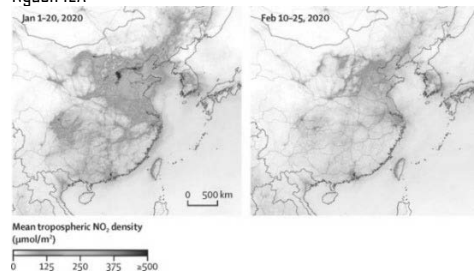 Jan 1-20, 2020
Feb 10-25, 2020
0 500 km
Mean tropospheric NO₂ density
(μmol/m²)
0 125 250 375 ≥500